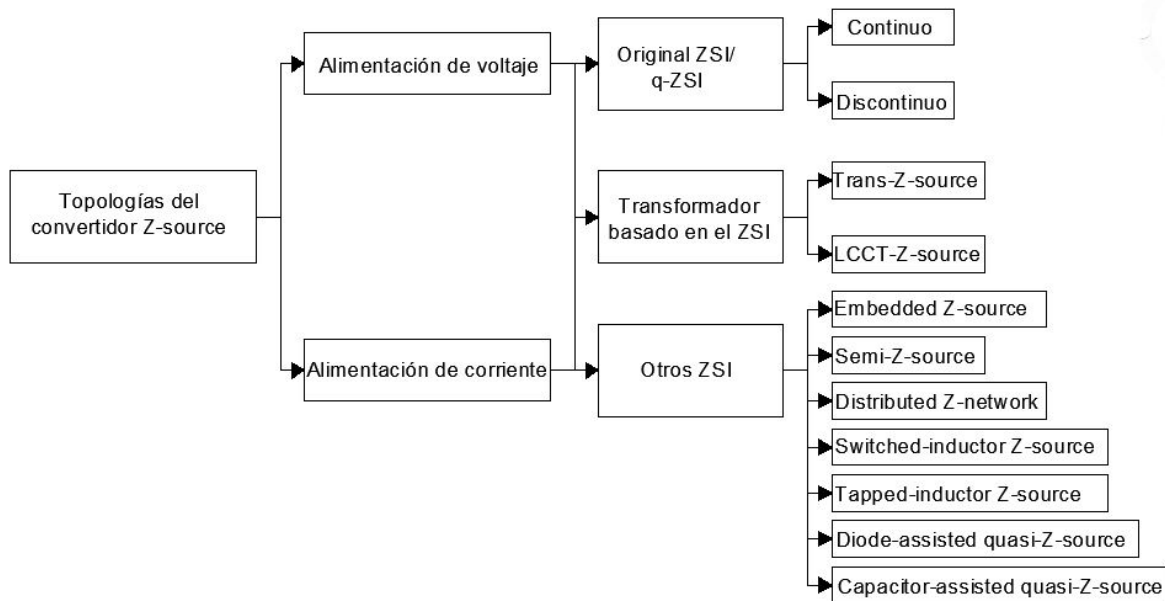 Topologías del
convertidor Z-source
Alimentación de voltaje
Alimentación de corriente
Original ZSI/
q-ZSI
Transformador
basado en el ZSI
Otros ZSI
Continuo
Discontinuo
Trans-Z-source
LCCT-Z-source
Embedded Z-source
Semi-Z-source
Distributed Z-network
Switched-inductor Z-source
Tapped-inductor Z-source
Diode-assisted quasi-Z-source
Capacitor-assisted quasi-Z-source